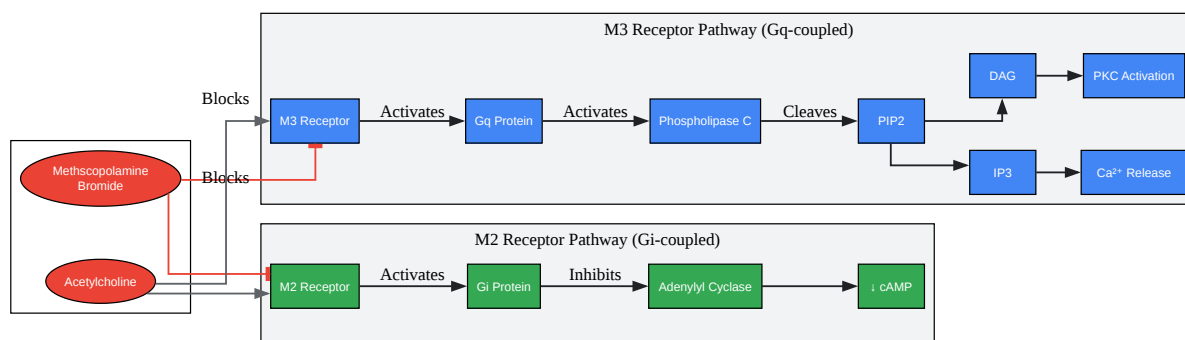 M3 Receptor Pathway (Gq-coupled)
DAG
PKC Activation
Blocks
M3 Receptor
Activates
Gq Protein
Activates
Phospholipase C
Cleaves
PIP2
Methscopolamine
Bromide
Blocks
IP3
Ca²⁺ Release
M2 Receptor Pathway (Gi-coupled)
Acetylcholine
M2 Receptor
Activates
Gi Protein
Inhibits
Adenylyl Cyclase
↓ cAMP